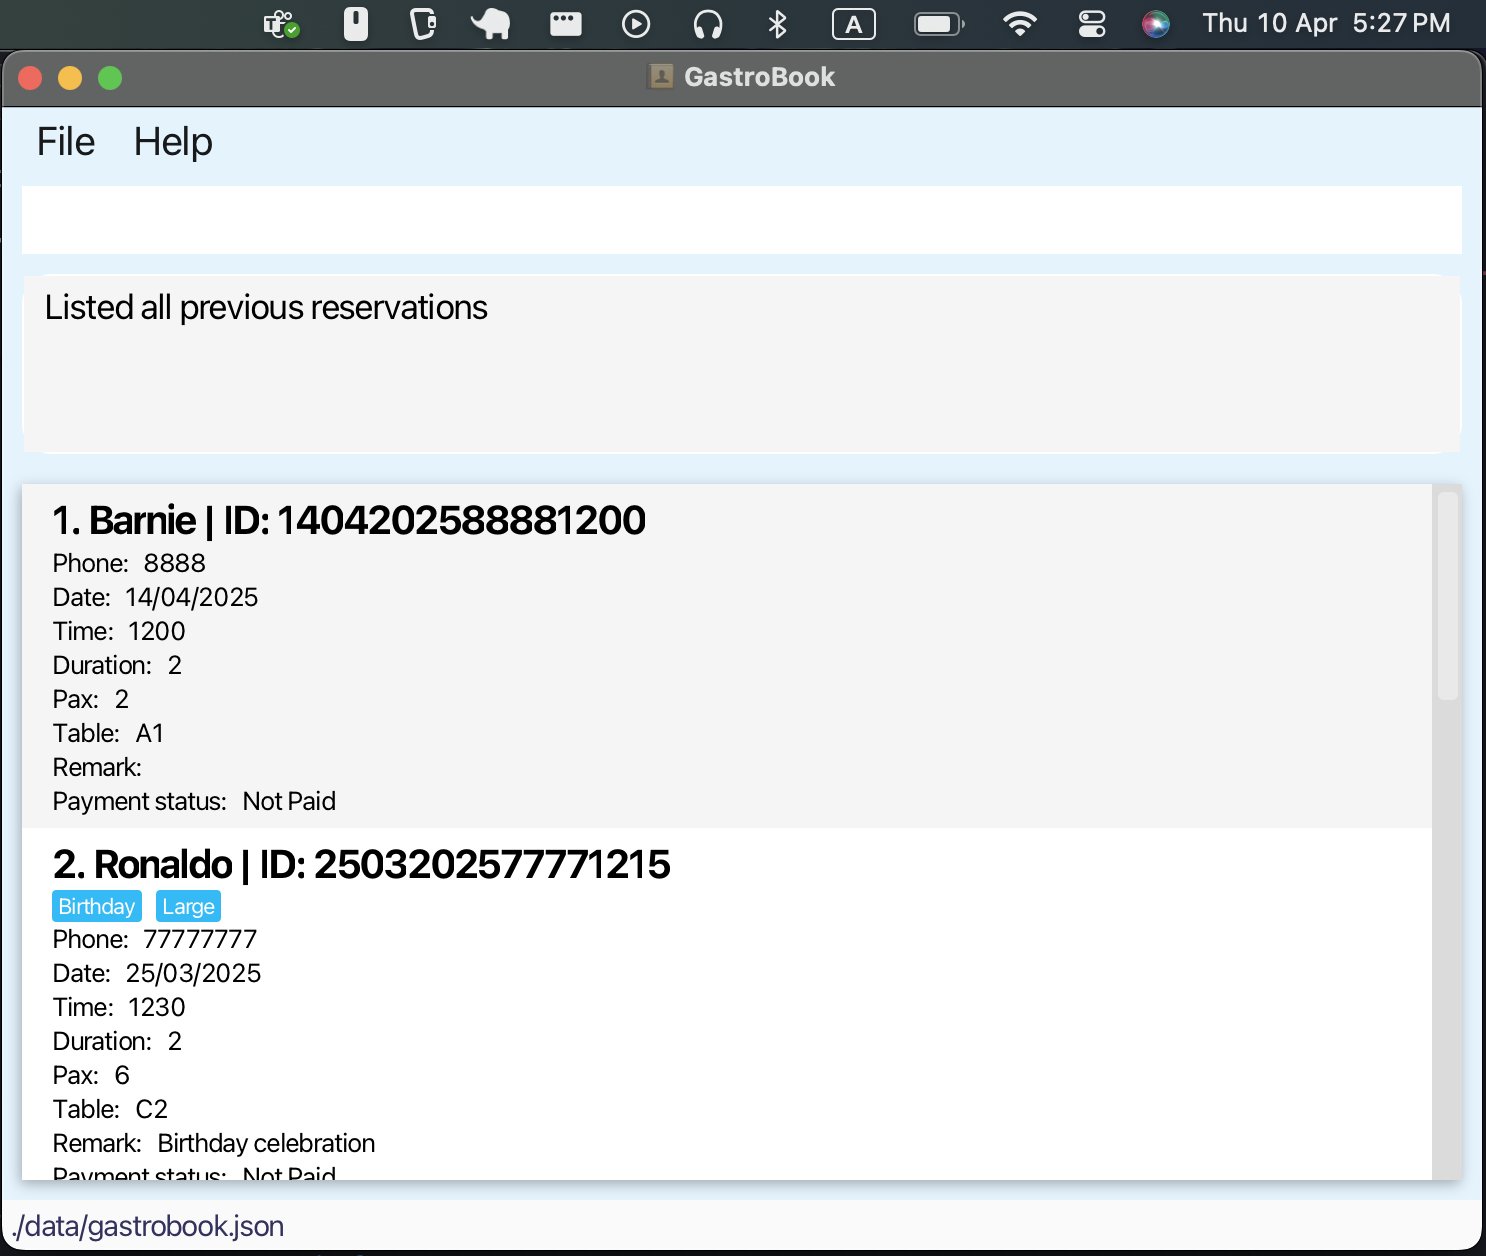 Thu 10 Apr 5:27 PM
GastroBook
File Help
Listed all previous reservations
1. Barnie | ID: 1404202588881200
Phone: 8888
Date: 14/04/2025
Time: 1200
Duration: 2
Pax: 2
Table: A1
Remark:
Payment status: Not Paid
2. Ronaldo | ID: 2503202577771215
Birthday Large
Phone: 77777777
Date: 25/03/2025
Time: 1230
Duration: 2
Pax: 6
Table: C2
Remark: Birthday celebration
Payment status: Not Paid
./data/gastrobook.json